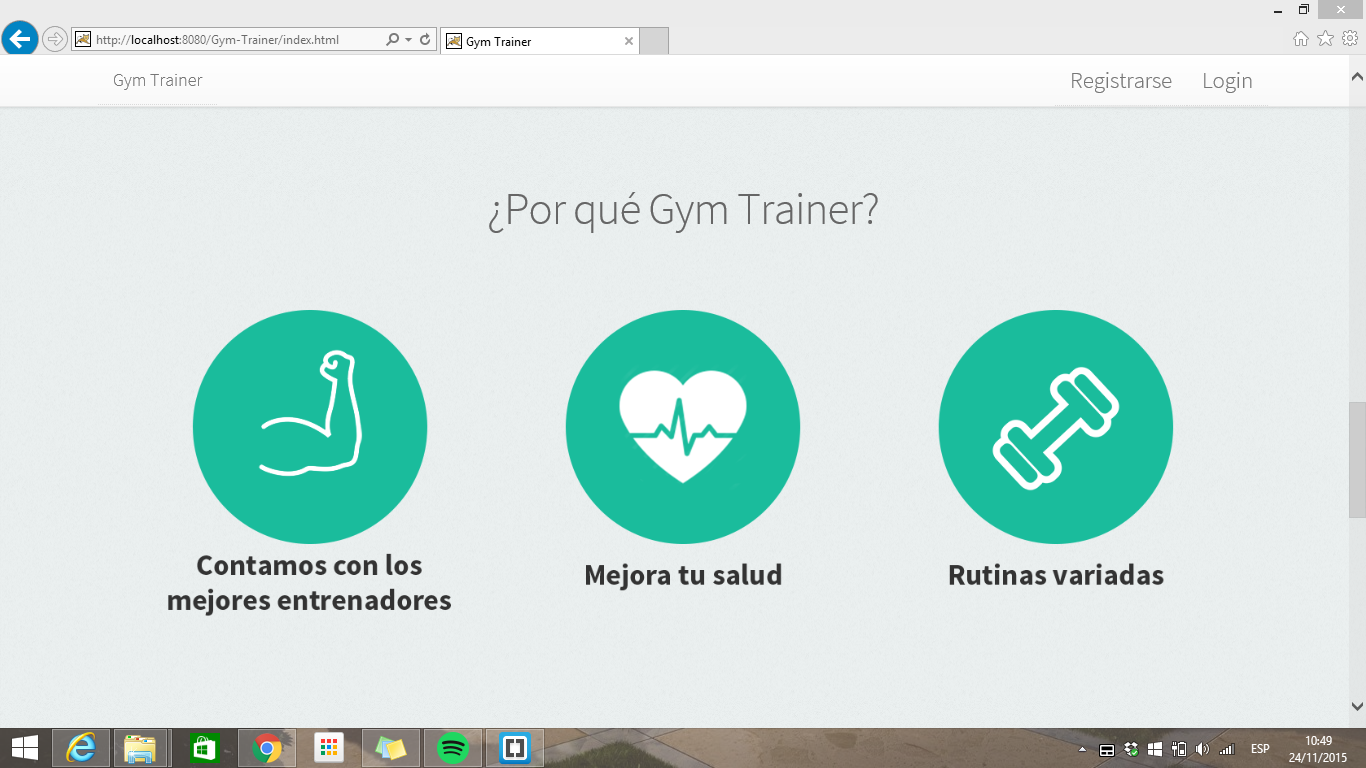 http://localhost:8080/Gym-Trainer/index.html
Gym Trainer
Gym Trainer
Registrarse
Login
¿Por qué Gym Trainer?
Contamos con los
mejores entrenadores
Mejora tu salud
Rutinas variadas
ESP
10:49
24/11/2015